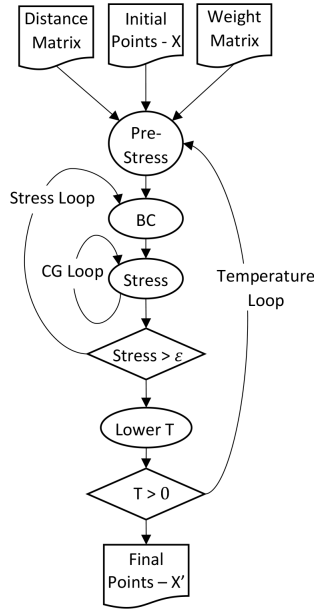 Distance
Matrix
Initial
Points - X
Weight
Matrix
Pre-
Stress
Stress Loop
BC
CG Loop
Stress
Temperature
Loop
Stress > ε
Lower T
T > 0
Final
Points – X'